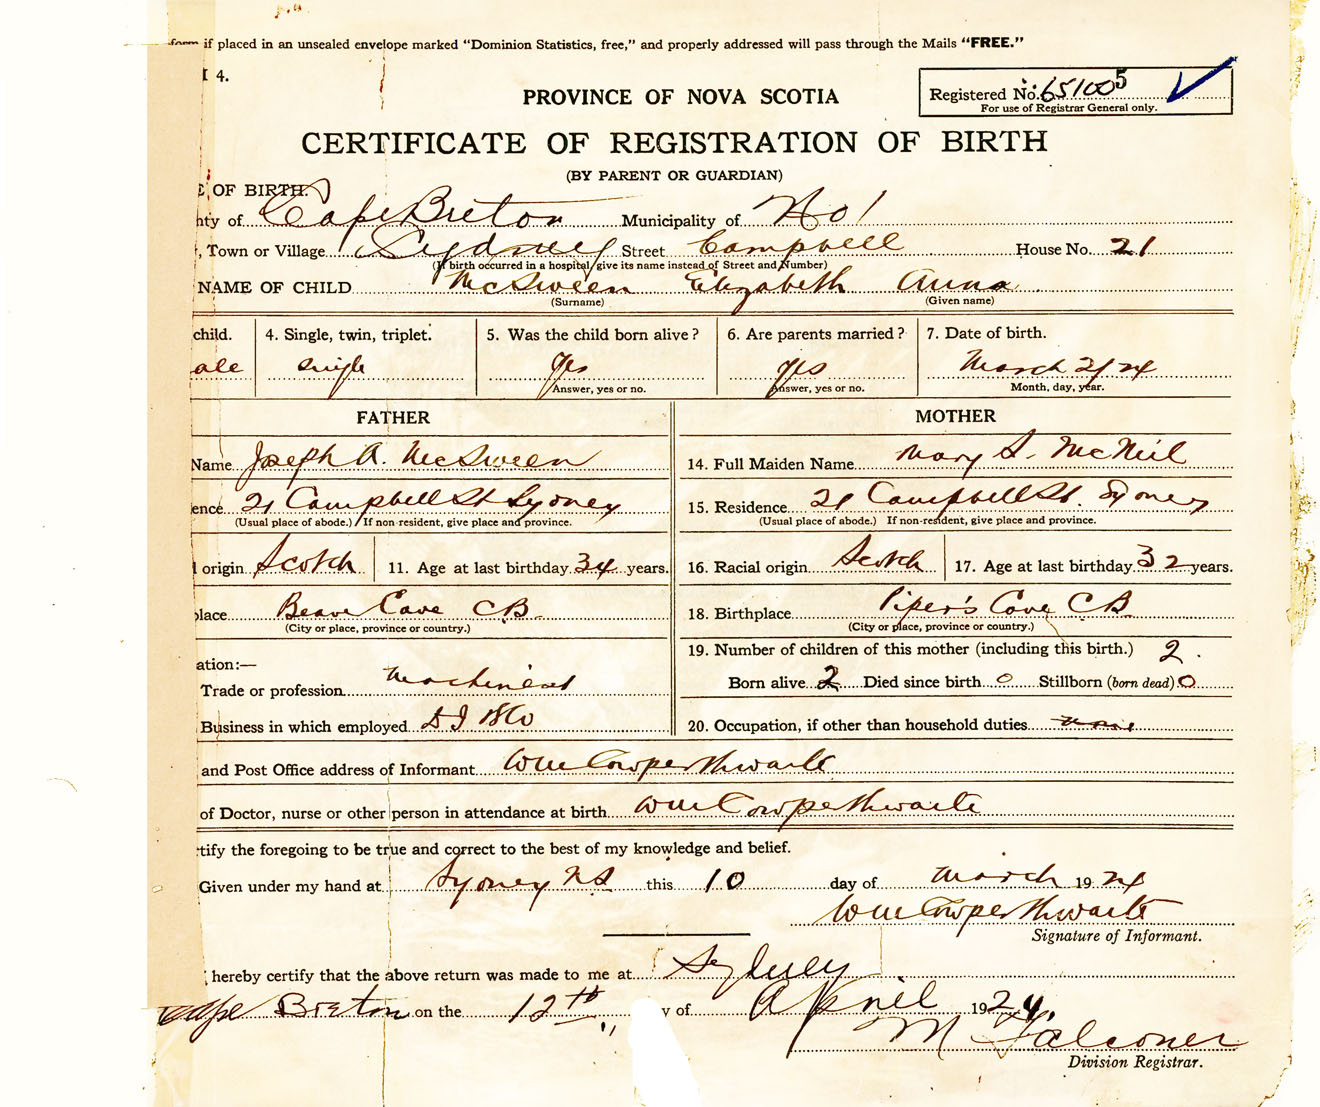 form if placed in an unsealed envelope marked “Dominion Statistics, free,” and properly addressed will pass through the Mails “FREE.”
4.
Registered No. 651005
For use of Registrar General only.
PROVINCE OF NOVA SCOTIA
CERTIFICATE OF REGISTRATION OF BIRTH
(BY PARENT OR GUARDIAN)
E OF BIRTH.
nty of Cape Breton Municipality of No 1
, Town or Village Sydney Street Campbell House No. 21
(If birth occurred in a hospital, give its name instead of Street and Number)
NAME OF CHILD McSween Elizabeth Anna
(Surname) (Given name)
child. 4. Single, twin, triplet. 5. Was the child born alive? 6. Are parents married? 7. Date of birth.
ale single Yes yes March 2/24
Answer, yes or no. Answer, yes or no. Month, day, year.
FATHER MOTHER
Name Joseph A. McSween 14. Full Maiden Name Mary S. McNeil
ence 21 Campbell St Sydney 15. Residence 21 Campbell St. Sydney
(Usual place of abode.) If non-resident, give place and province. (Usual place of abode.) If non-resident, give place and province.
l origin Scotch 11. Age at last birthday 34 years. 16. Racial origin Scotch 17. Age at last birthday 32 years.
place Beaver Cove CB. 18. Birthplace Piper's Cove CB
(City or place, province or country.) (City or place, province or country.)
ation:— 19. Number of children of this mother (including this birth.) 2.
Trade or profession Machinist Born alive 2 Died since birth 0 Stillborn (born dead) 0
Business in which employed D I S Co 20. Occupation, if other than household duties none
and Post Office address of Informant Wm Cowperthwaite
of Doctor, nurse or other person in attendance at birth Wm Cowperthwaite
rtify the foregoing to be true and correct to the best of my knowledge and belief.
Given under my hand at Sydney NS this 10 day of March 1924
Wm Cowperthwaite
Signature of Informant.
hereby certify that the above return was made to me at Sydney
Cape Breton on the 12th y of April 1924.
M Falconer
Division Registrar.